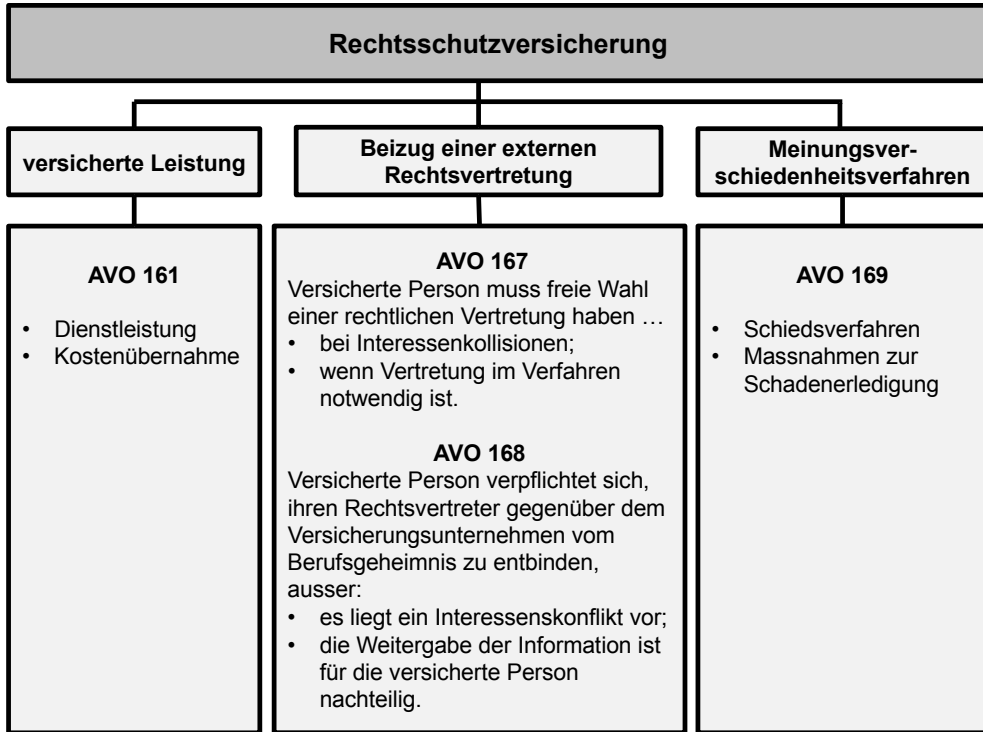 Rechtsschutzversicherung
versicherte Leistung
Beizug einer externen
Rechtsvertretung
Meinungsver-
schiedenheitsverfahren
AVO 161
• Dienstleistung
• Kostenübernahme
AVO 167
Versicherte Person muss freie Wahl
einer rechtlichen Vertretung haben …
• bei Interessenkollisionen;
• wenn Vertretung im Verfahren
notwendig ist.
AVO 168
Versicherte Person verpflichtet sich,
ihren Rechtsvertreter gegenüber dem
Versicherungsunternehmen vom
Berufsgeheimnis zu entbinden,
ausser:
• es liegt ein Interessenskonflikt vor;
• die Weitergabe der Information ist
für die versicherte Person
nachteilig.
AVO 169
• Schiedsverfahren
• Massnahmen zur
Schadenerledigung